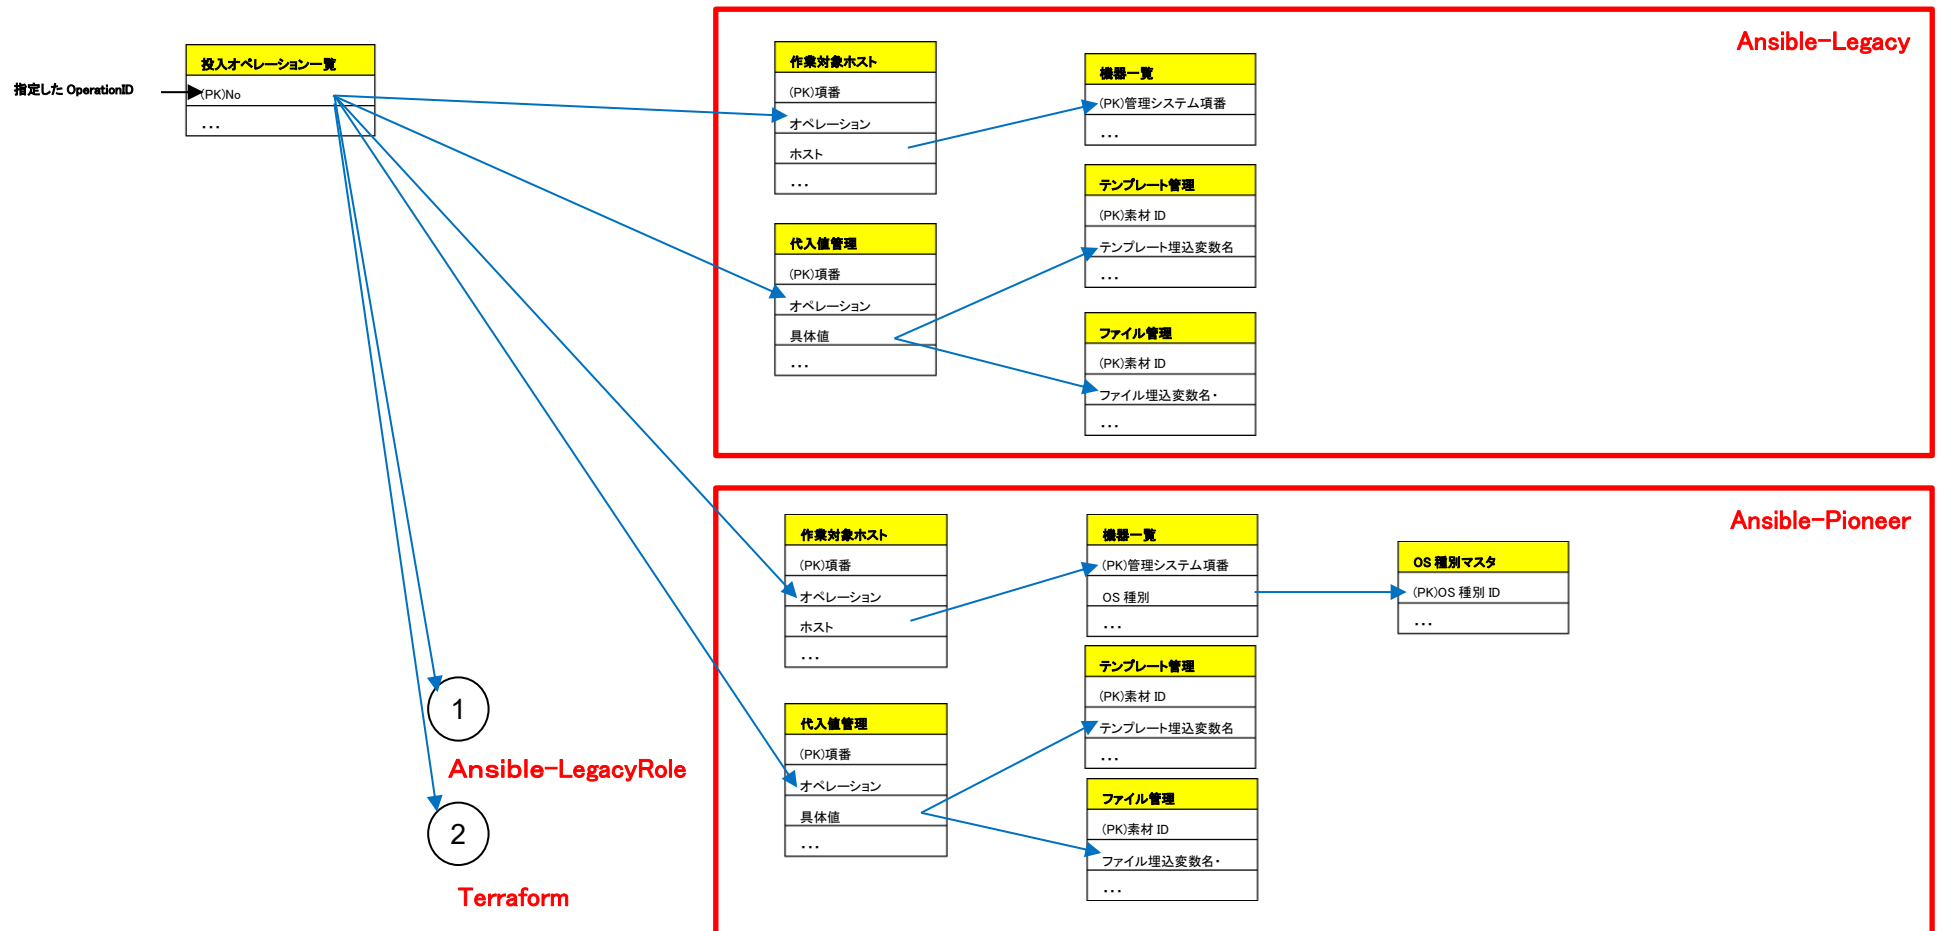 指定した OperationID
投入オペレーション一覧
(PK)No
...
Ansible-Legacy
作業対象ホスト
(PK)項番
オペレーション
ホスト
...
機器一覧
(PK)管理システム項番
...
テンプレート管理
(PK)素材 ID
テンプレート埋込変数名
...
代入値管理
(PK)項番
オペレーション
具体値
...
ファイル管理
(PK)素材 ID
ファイル埋込変数名・
...
Ansible-Pioneer
作業対象ホスト
(PK)項番
オペレーション
ホスト
...
機器一覧
(PK)管理システム項番
OS 種別
...
OS 種別マスタ
(PK)OS 種別 ID
...
テンプレート管理
(PK)素材 ID
テンプレート埋込変数名
...
代入値管理
(PK)項番
オペレーション
具体値
...
ファイル管理
(PK)素材 ID
ファイル埋込変数名・
...
1
Ansible-LegacyRole
2
Terraform